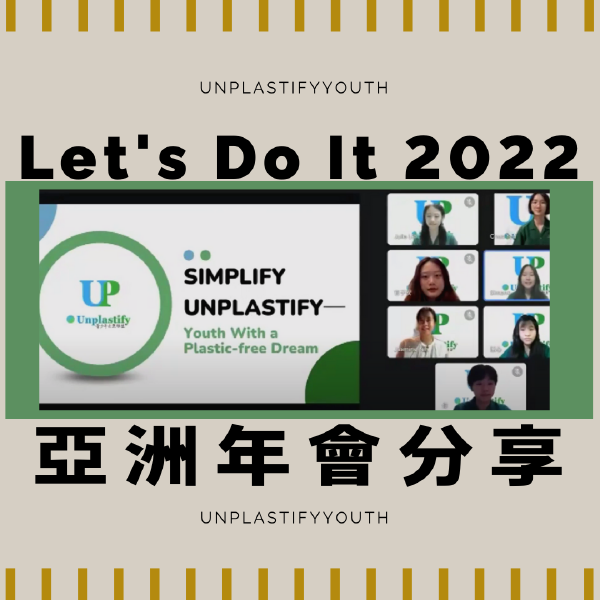 UNPLASTIFYYOUTH
Let's Do It 2022
UP
Unplastify
SIMPLIFY
UNPLASTIFY—
Youth With a
Plastic-free Dream
亞洲年會分享
UNPLASTIFYYOUTH